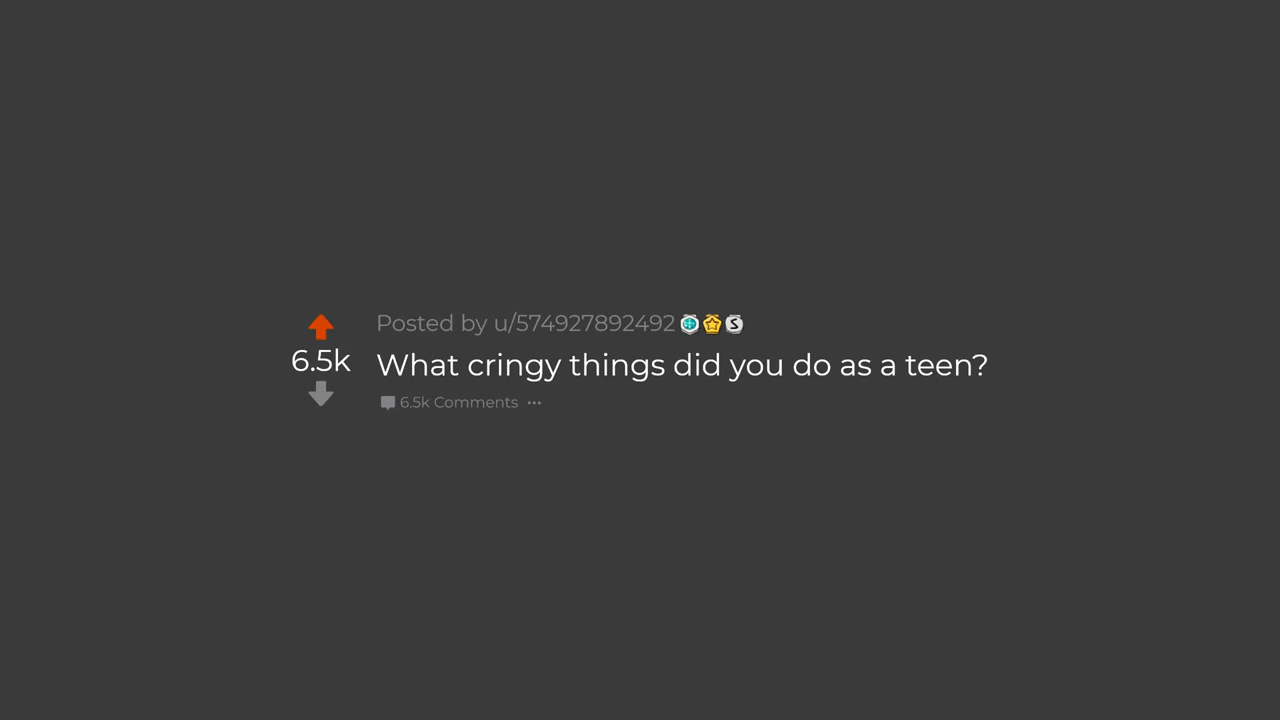 Posted by u/574927892492
6.5k
What cringy things did you do as a teen?
6.5k Comments ···